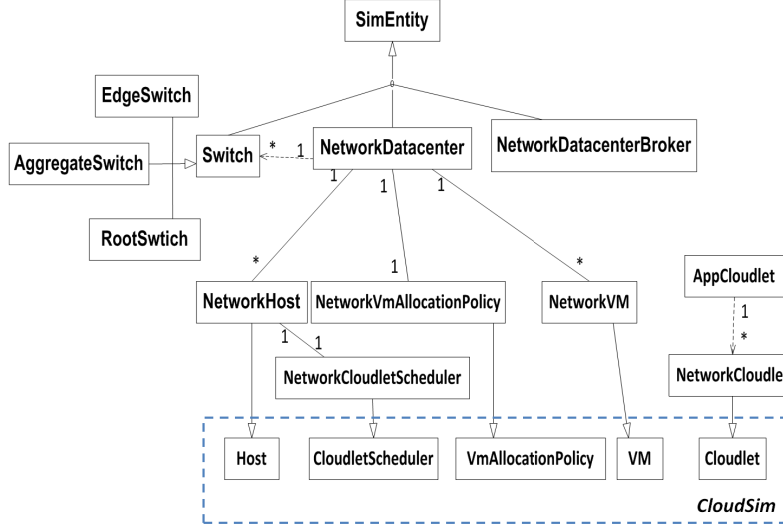 SimEntity
EdgeSwitch
AggregateSwitch
Switch
* 1
NetworkDatacenter
NetworkDatacenterBroker
RootSwtich
1 1 1
* 1 *
NetworkHost
NetworkVmAllocationPolicy
NetworkVM
AppCloudlet
1
*
1 1
NetworkCloudletScheduler
NetworkCloudle
Host
CloudletScheduler
VmAllocationPolicy
VM
Cloudlet
CloudSim